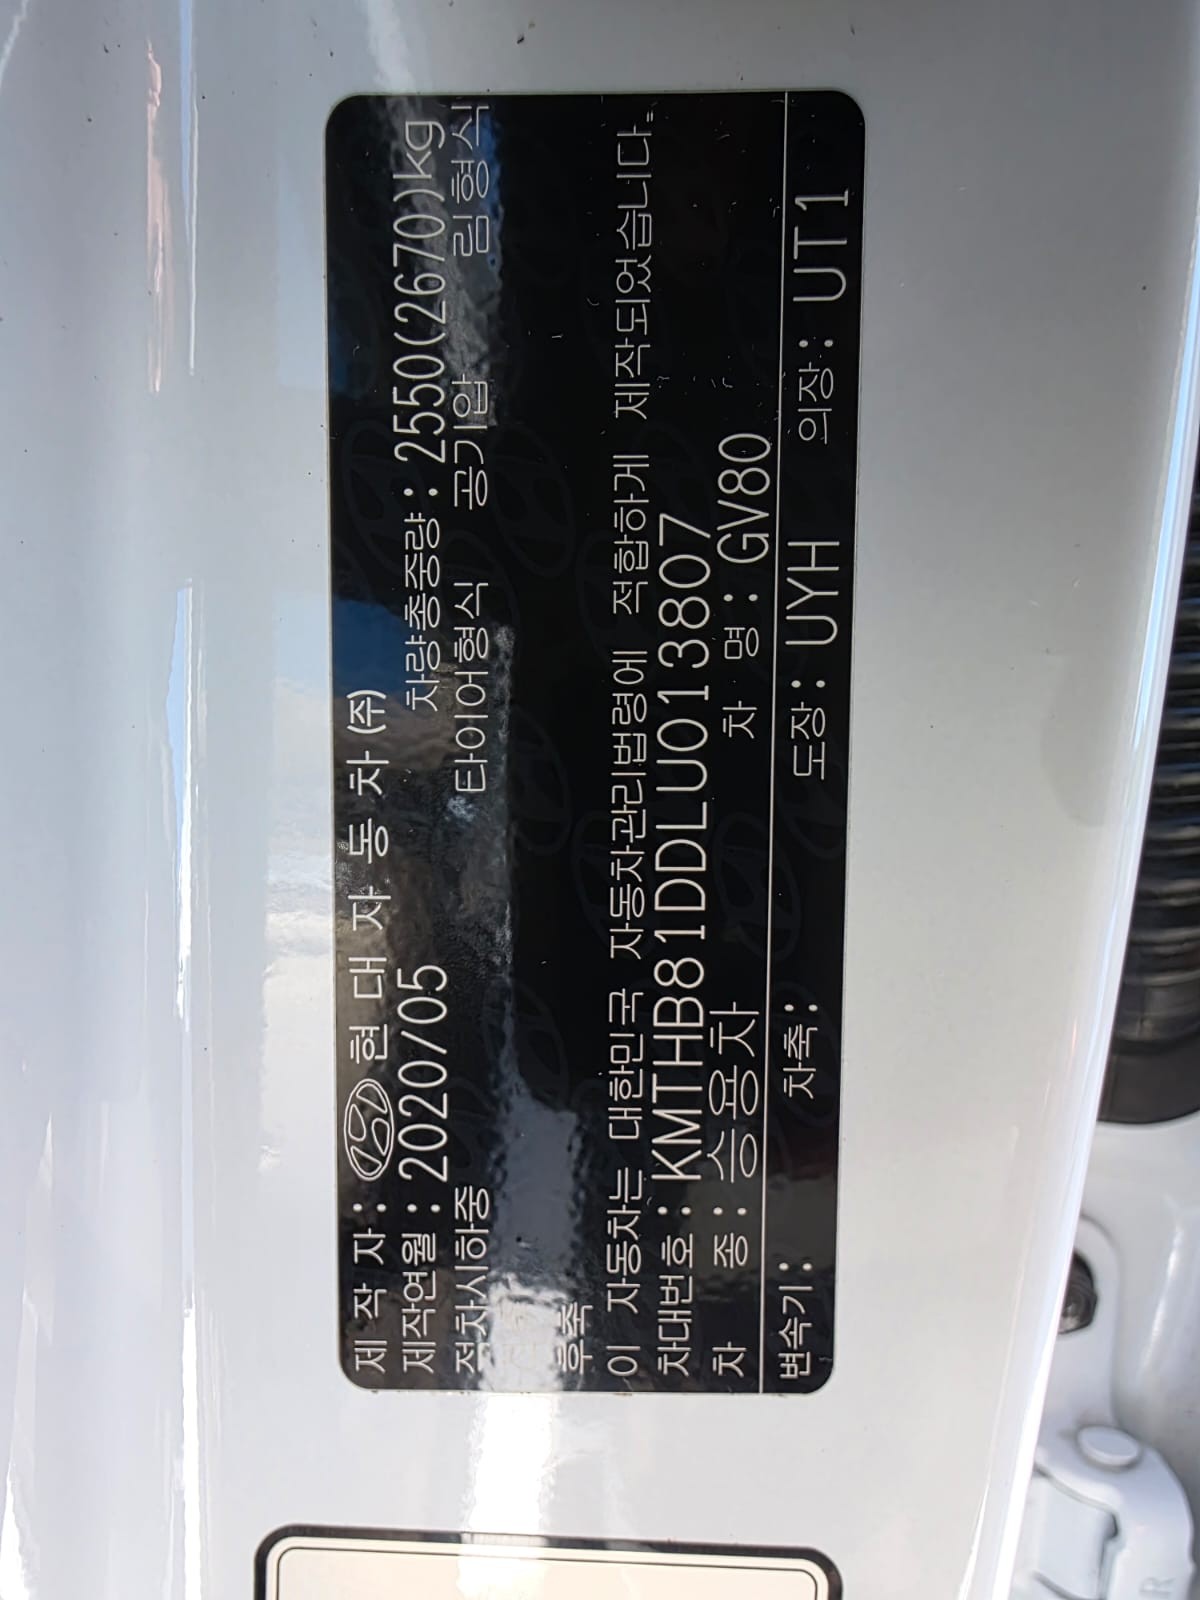 제 작 자 : 현 대 자 동 차 (주)
제작연월 : 2020/05 차량총중량 : 2550(2670)kg
적차시하중 타이어형식 공기압 림형식
후축
이 자동차는 대한민국 자동차관리법령에 적합하게 제작되었습니다.
차대번호 : KMTHB81DDLU013807
차 종 : 승용차 차 명 : GV80
변속기 : 차축 : 도장 : UYH 의장 : UT1
R